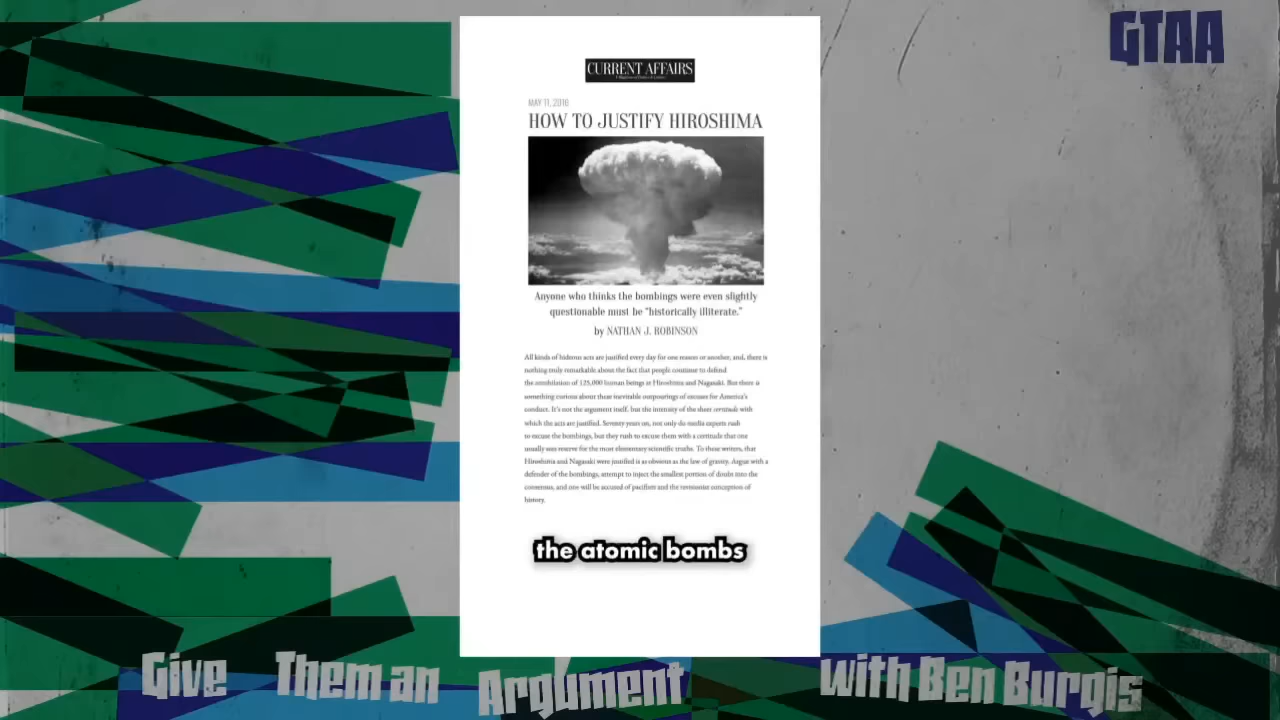 GTAA
CURRENT AFFAIRS
MAY 11, 2016
HOW TO JUSTIFY HIROSHIMA
Anyone who thinks the bombings were even slightly
questionable must be "historically illiterate."
by NATHAN J. ROBINSON
All kinds of hideous acts are justified every day for one reason or another, and, there is
nothing truly remarkable about the fact that people continue to defend
the annihilation of 125,000 human beings at Hiroshima and Nagasaki. But there is
something curious about these inevitable outpourings of excuses for America's
conduct. It's not the argument itself, but the intensity of the sheer certitude with
which the acts are justified. Seventy years on, not only do media experts rush
to excuse the bombings, but they rush to excuse them with a certitude that one
usually sees reserve for the most elementary scientific truths. To these writers, that
Hiroshima and Nagasaki were justified is as obvious as the law of gravity. Argue with a
defender of the bombings, attempt to inject the smallest portion of doubt into the
consensus, and one will be accused of pacifism and the revisionist conception of
history.
the atomic bombs
Give Them an Argument with Ben Burgis